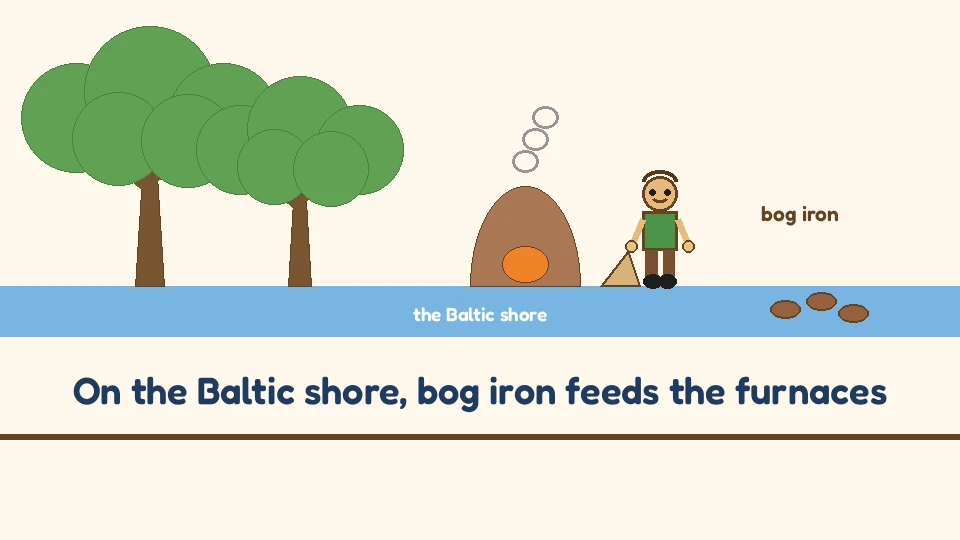 bog iron
the Baltic shore
On the Baltic shore, bog iron feeds the furnaces